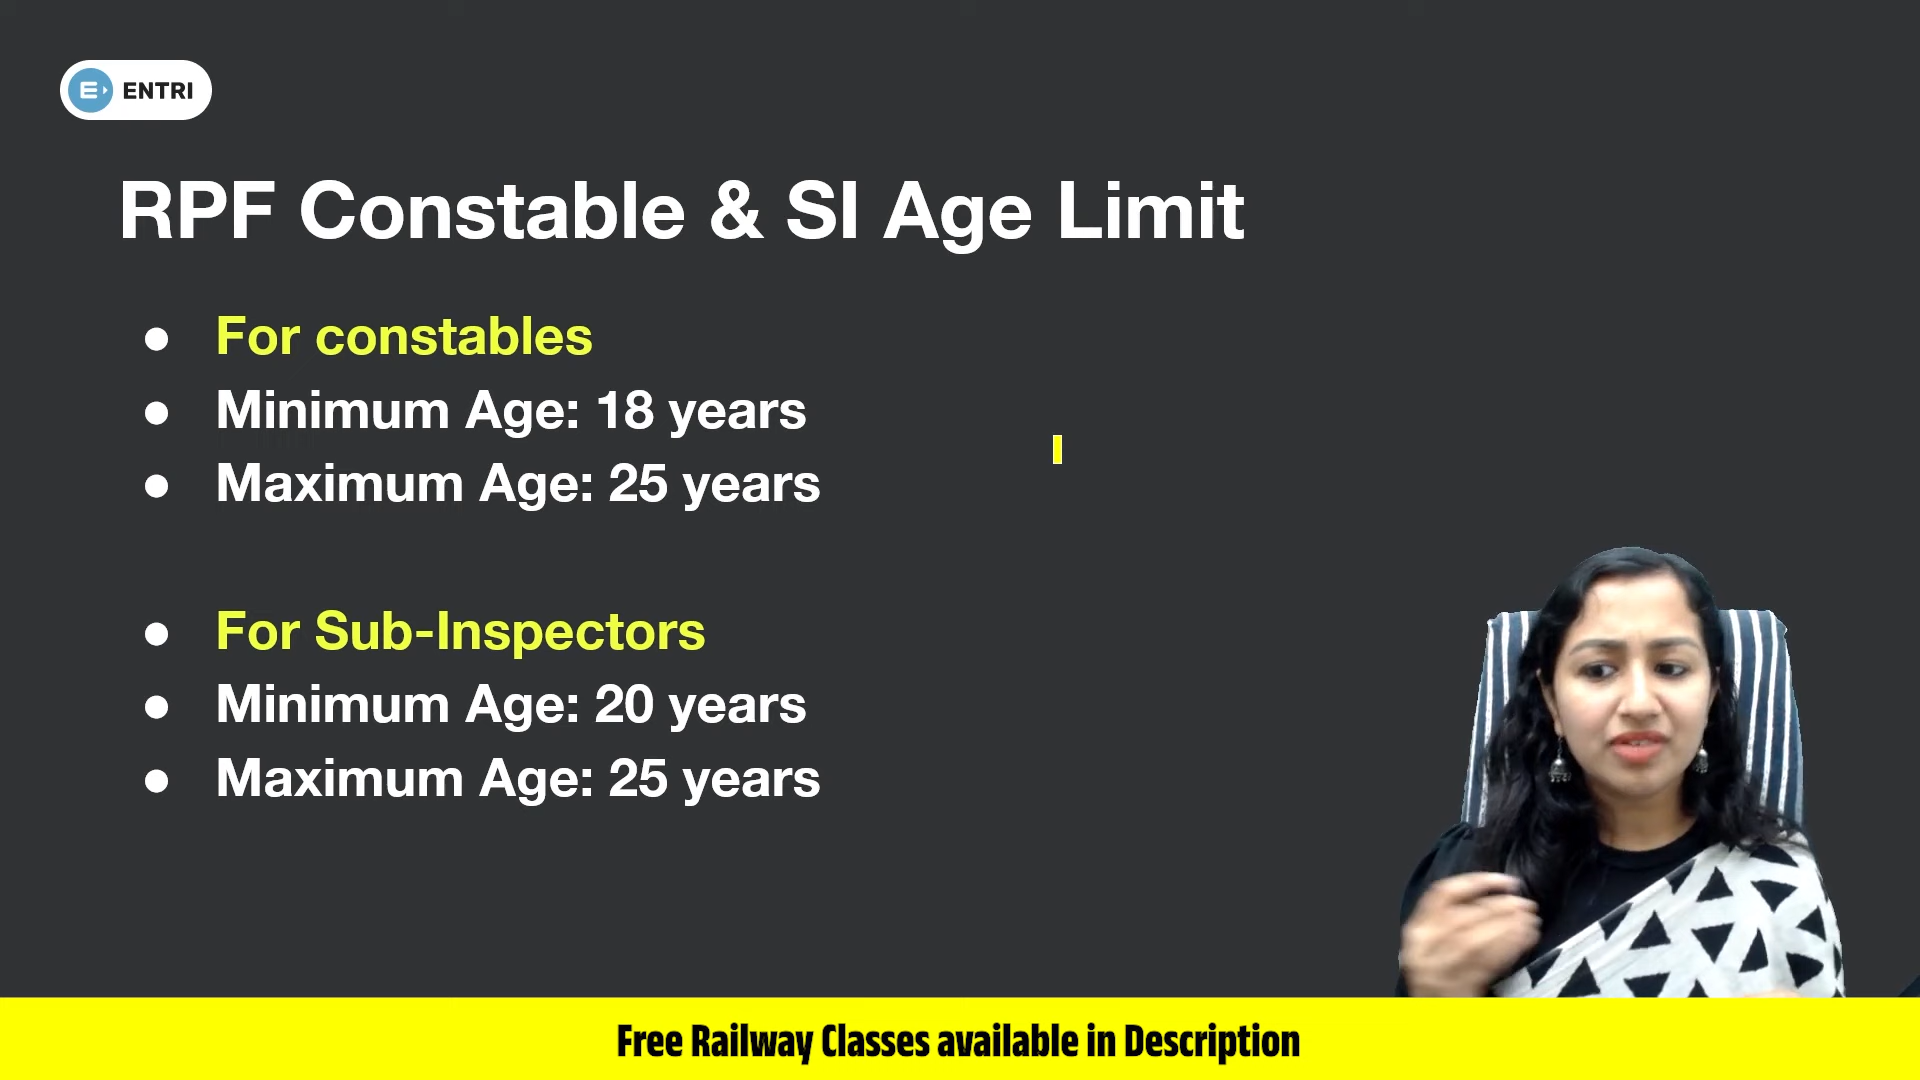 ENTRI
RPF Constable & SI Age Limit
● For constables
● Minimum Age: 18 years
● Maximum Age: 25 years
● For Sub-Inspectors
● Minimum Age: 20 years
● Maximum Age: 25 years
Free Railway Classes available in Description